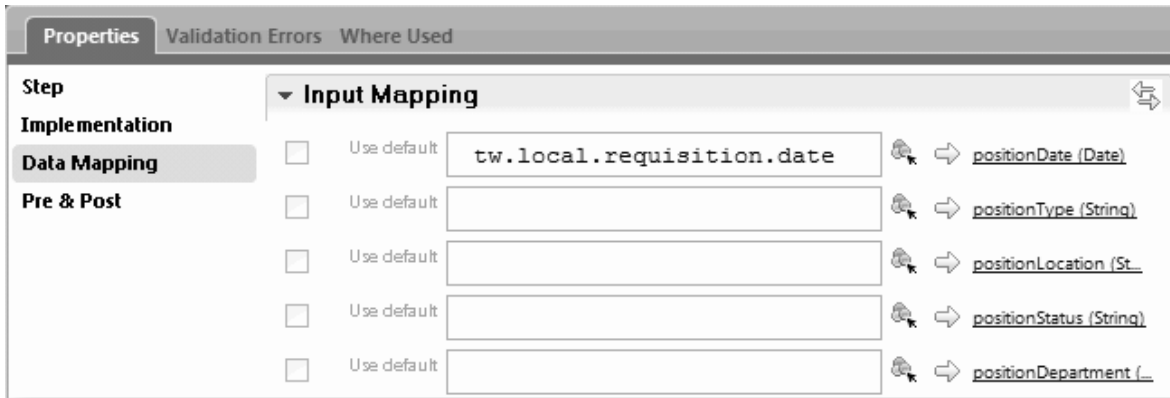 Properties Validation Errors Where Used
Step
Implementation
Data Mapping
Pre & Post
Input Mapping
Use default tw.local.requisition.date positionDate (Date)
Use default positionType (String)
Use default positionLocation (St...
Use default positionStatus (String)
Use default positionDepartment (...